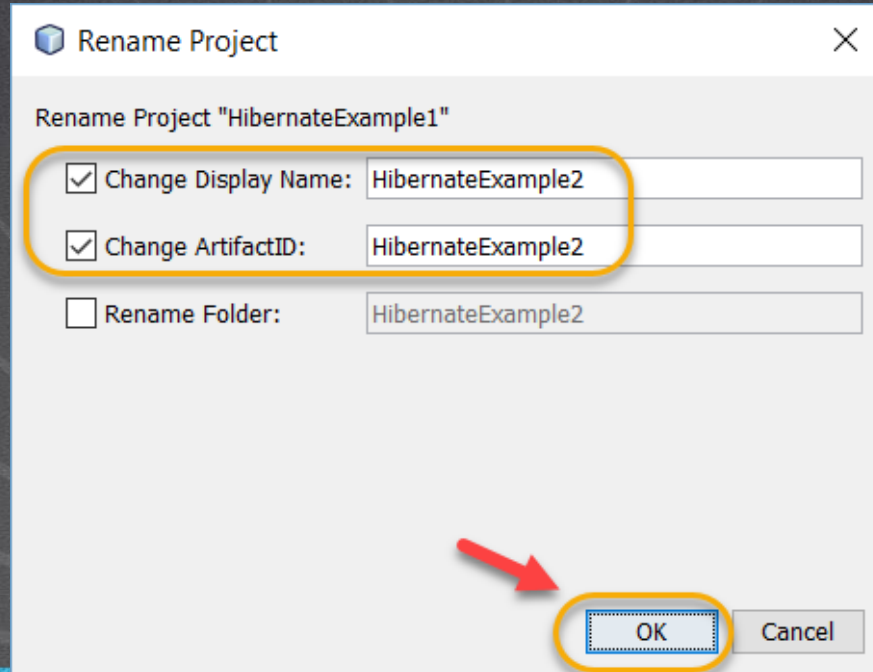 Rename Project
Rename Project "HibernateExample1"
Change Display Name: HibernateExample2
Change ArtifactID: HibernateExample2
Rename Folder: HibernateExample2
OK Cancel